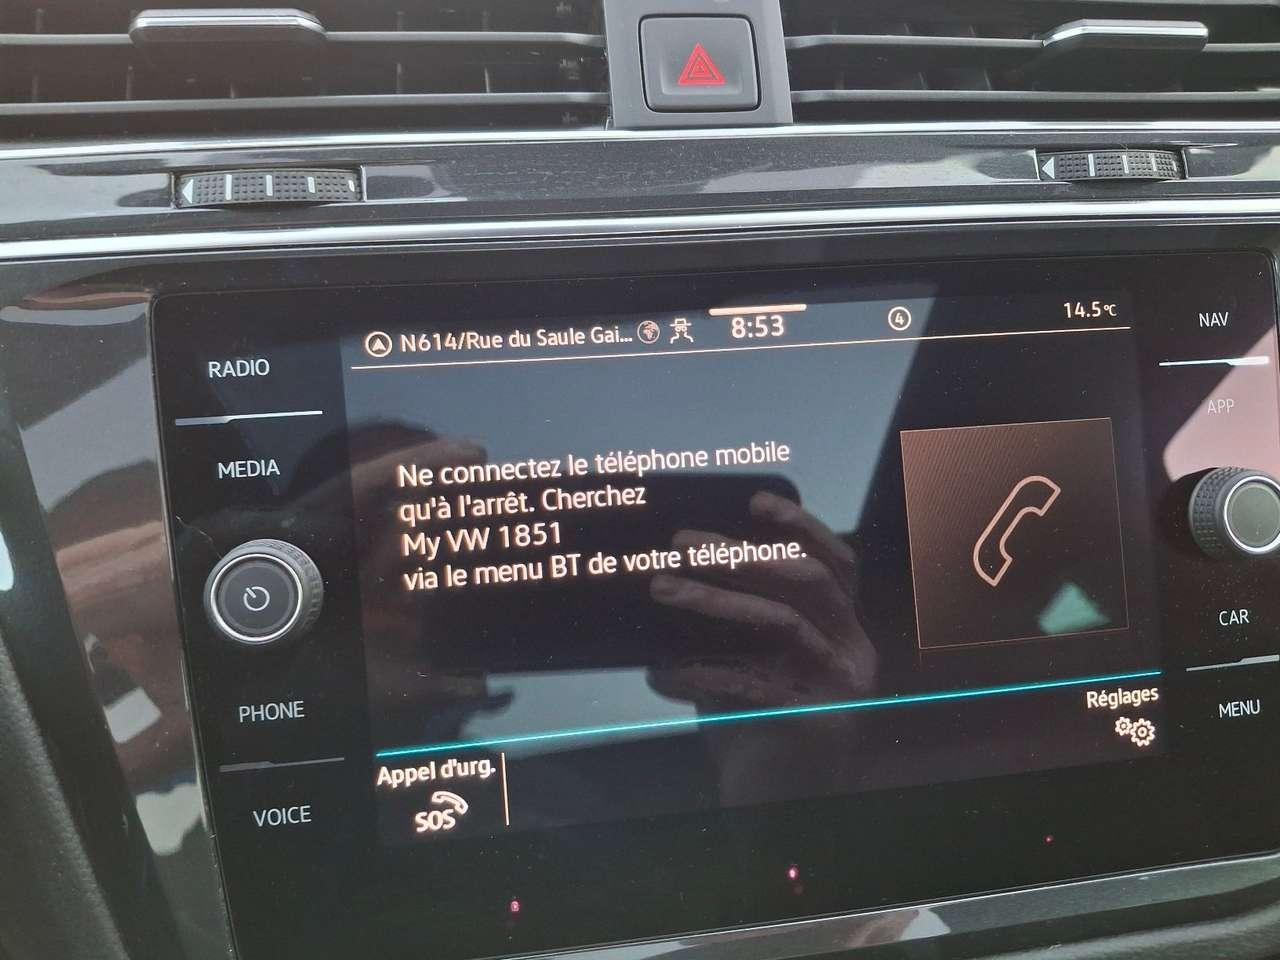 N614/Rue du Saule Gai... 8:53 4 14.5°C
RADIO
MEDIA
PHONE
VOICE
Ne connectez le téléphone mobile
qu'à l'arrêt. Cherchez
My VW 1851
via le menu BT de votre téléphone.
Appel d'urg.
SOS
Réglages
NAV
APP
CAR
MENU